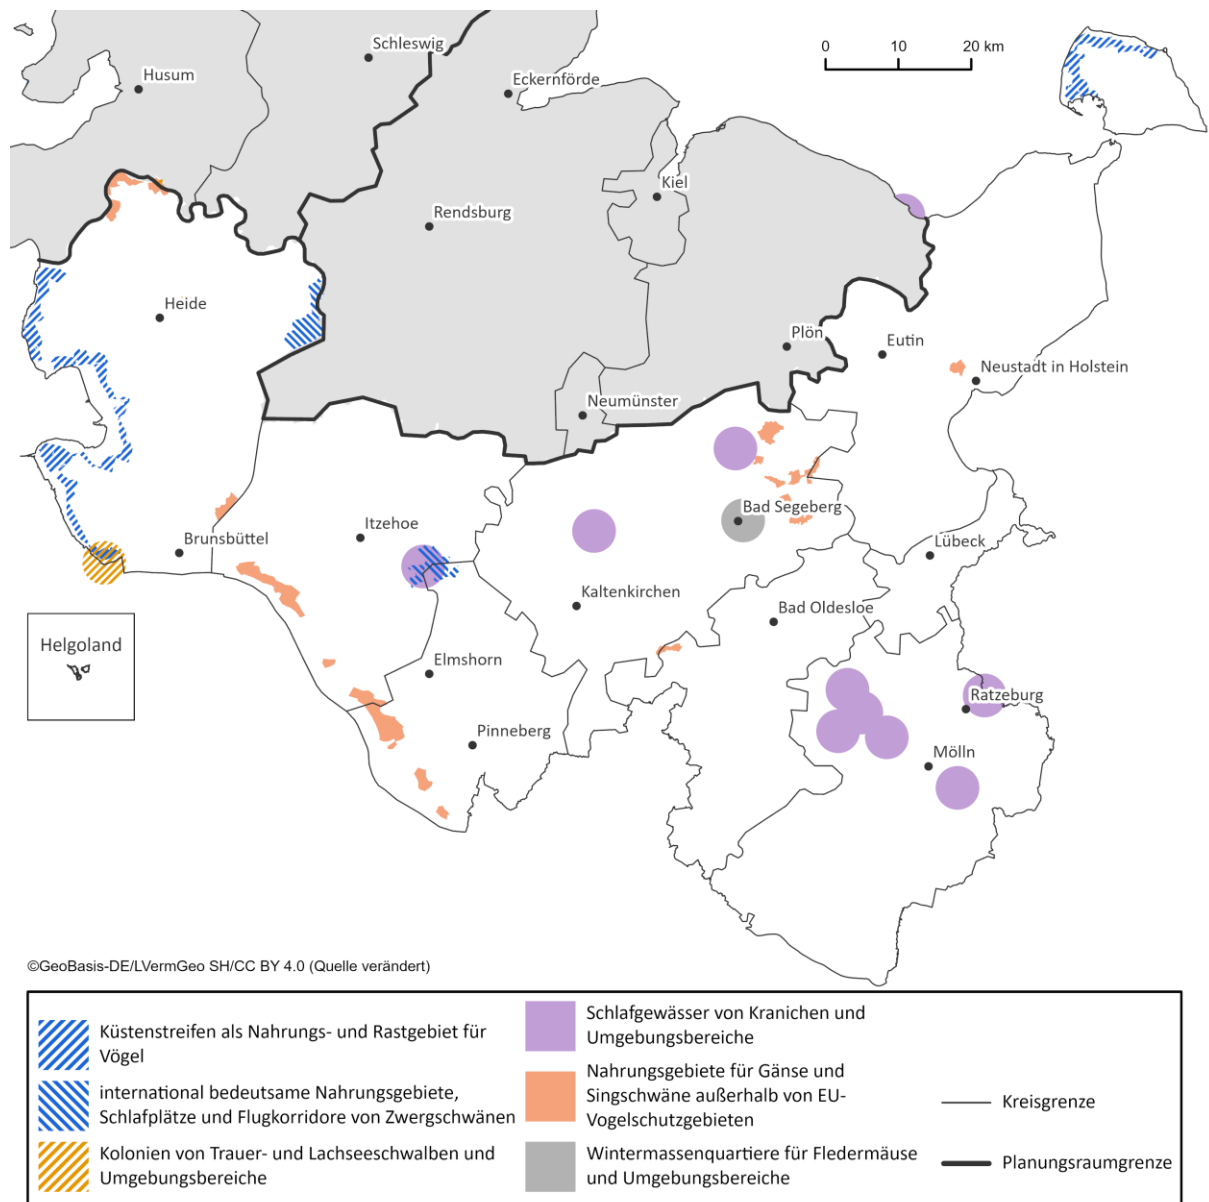 Schleswig
Husum
Eckernförde
0 10 20 km
Kiel
Rendsburg
Heide
Plön
Eutin
Neustadt in Holstein
Neumünster
Bad Segeberg
Itzehoe
Brunsbüttel
Lübeck
Kaltenkirchen
Bad Oldesloe
Helgoland
Elmshorn
Ratzeburg
Pinneberg
Mölln
©GeoBasis-DE/LVermGeo SH/CC BY 4.0 (Quelle verändert)
Küstenstreifen als Nahrungs- und Rastgebiet für
Vögel
international bedeutsame Nahrungsgebiete,
Schlafplätze und Flugkorridore von Zwergschwänen
Kolonien von Trauer- und Lachseeschwalben und
Umgebungsbereiche
Schlafgewässer von Kranichen und
Umgebungsbereiche
Nahrungsgebiete für Gänse und
Singschwäne außerhalb von EU-
Vogelschutzgebieten
Wintermassenquartiere für Fledermäuse
und Umgebungsbereiche
Kreisgrenze
Planungsraumgrenze